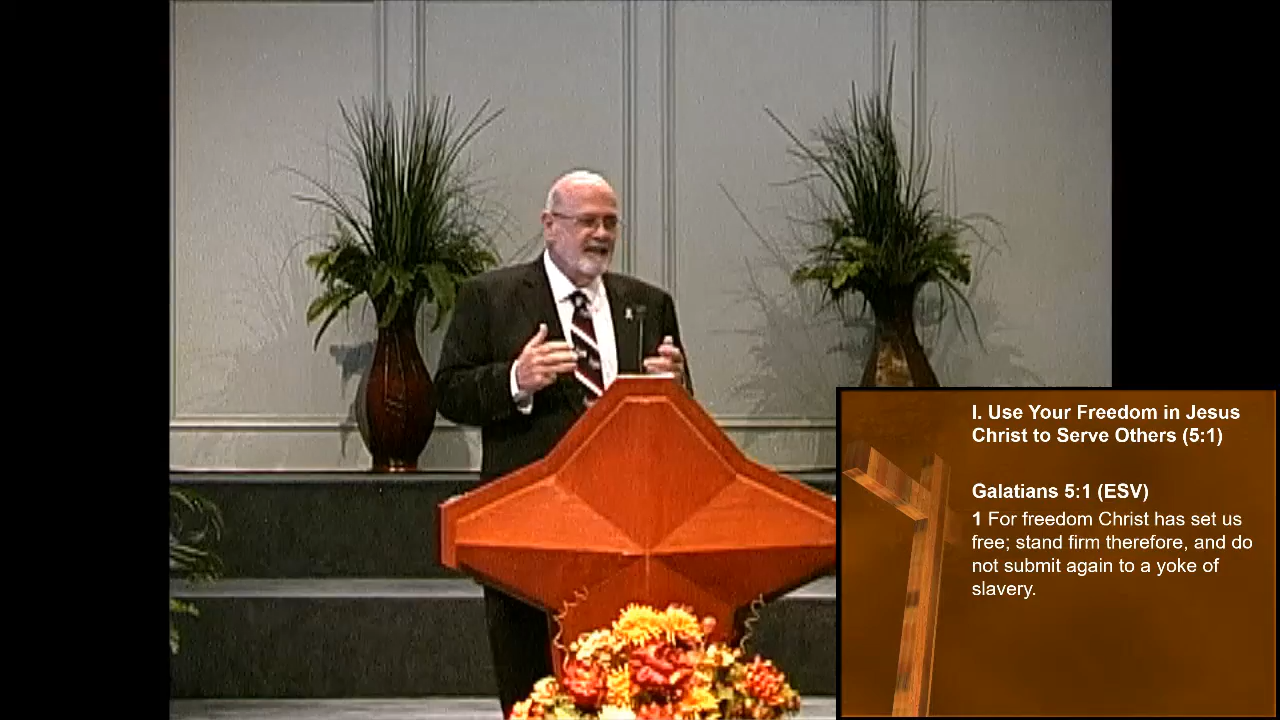 I. Use Your Freedom in Jesus
Christ to Serve Others (5:1)
Galatians 5:1 (ESV)
1 For freedom Christ has set us
free; stand firm therefore, and do
not submit again to a yoke of
slavery.